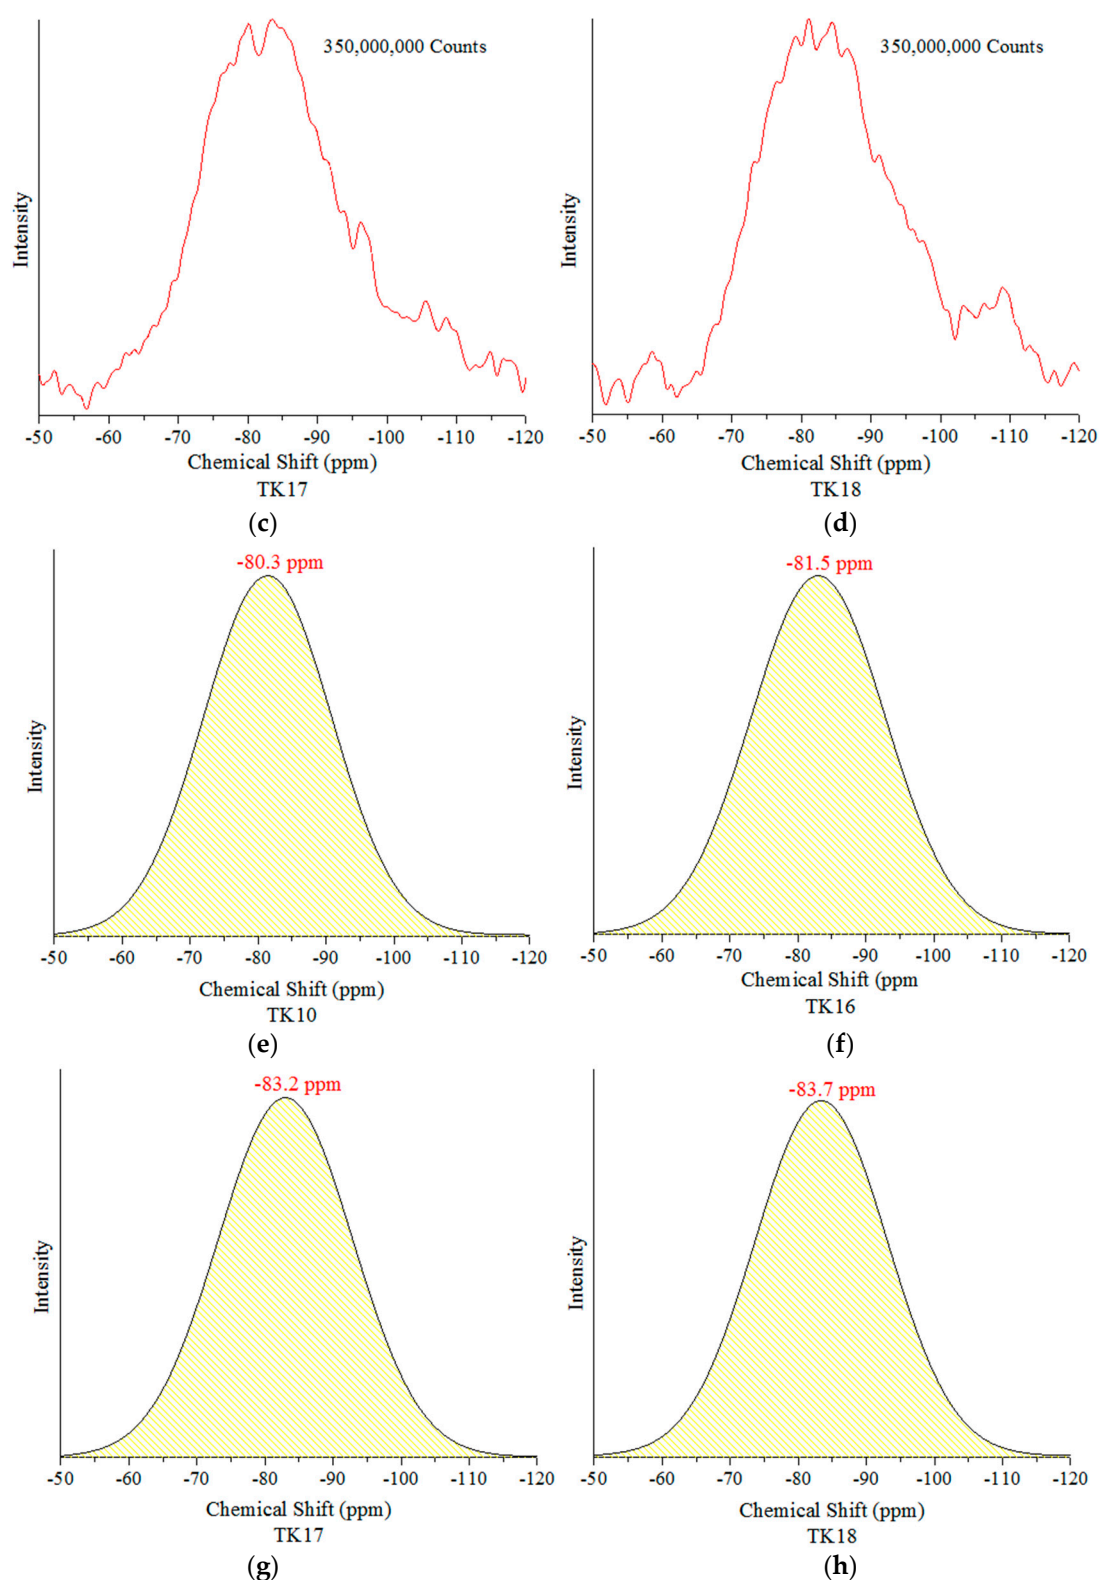 350,000,000 Counts
Intensity
-50 -60 -70 -80 -90 -100 -110 -120
Chemical Shift (ppm)
TK17
(c)
350,000,000 Counts
Intensity
-50 -60 -70 -80 -90 -100 -110 -120
Chemical Shift (ppm)
TK18
(d)
-80.3 ppm
Intensity
-50 -60 -70 -80 -90 -100 -110 -120
Chemical Shift (ppm)
TK10
(e)
-81.5 ppm
Intensity
-50 -60 -70 -80 -90 -100 -110 -120
Chemical Shift (ppm
TK16
(f)
-83.2 ppm
Intensity
-50 -60 -70 -80 -90 -100 -110 -120
Chemical Shift (ppm)
TK17
(g)
-83.7 ppm
Intensity
-50 -60 -70 -80 -90 -100 -110 -120
Chemical Shift (ppm)
TK18
(h)